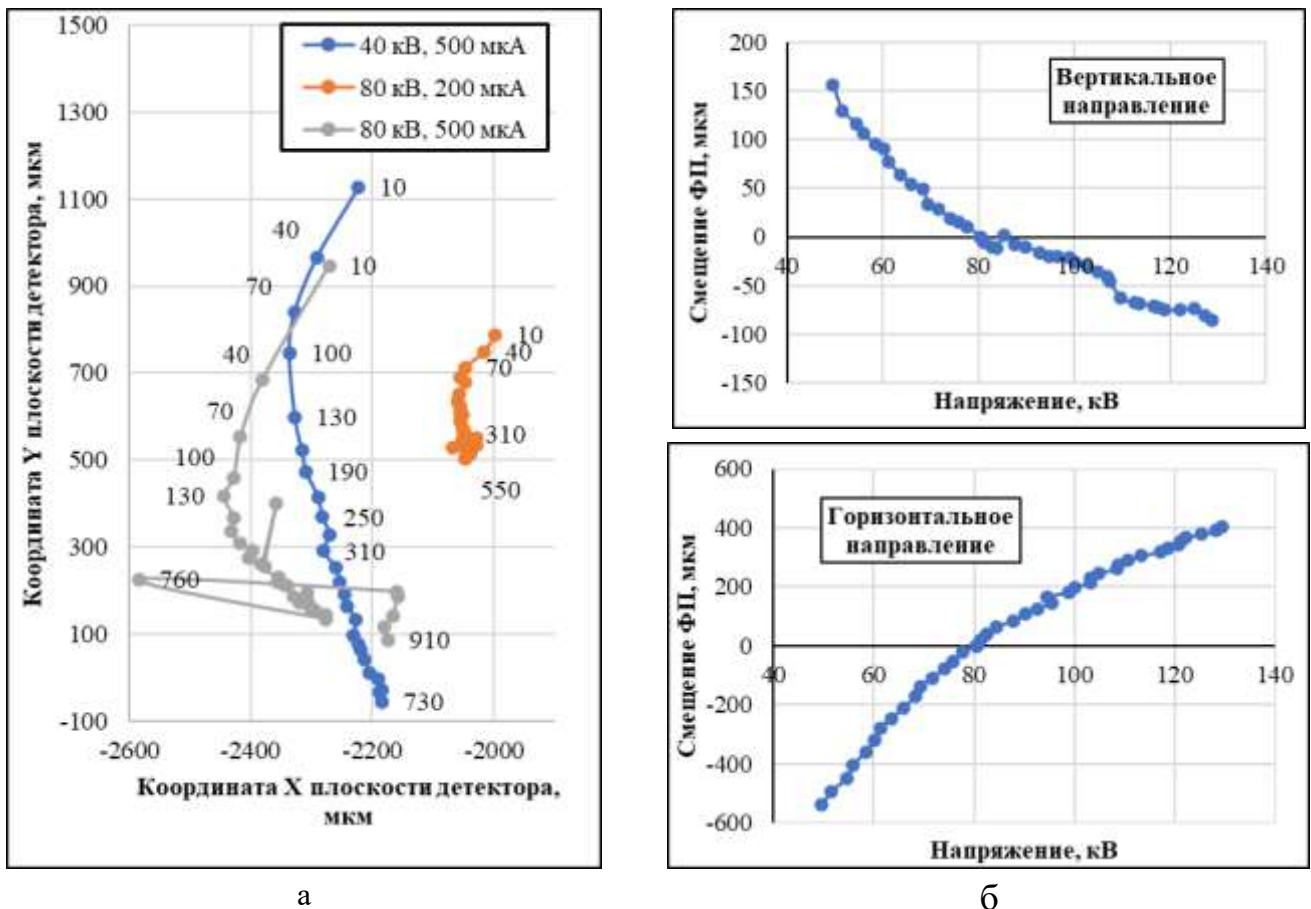 1500
1300
1100
900
700
500
300
100
-100
Координата Y плоскости детектора, мкм
40 кВ, 500 мкА
80 кВ, 200 мкА
80 кВ, 500 мкА
10
40
10
70
10
40
40
100
70
70
130
310
100
190
550
130
250
310
760
910
730
-2600 -2400 -2200 -2000
Координата X плоскости детектора,
мкм
а
200
150
100
50
0
-50
-100
-150
Смещение ФП, мкм
Вертикальное
направление
40 60 80 100 120 140
Напряжение, кВ
600
400
200
0
-200
-400
-600
Смещение ФП, мкм
Горизонтальное
направление
40 60 80 100 120 140
Напряжение, кВ
б